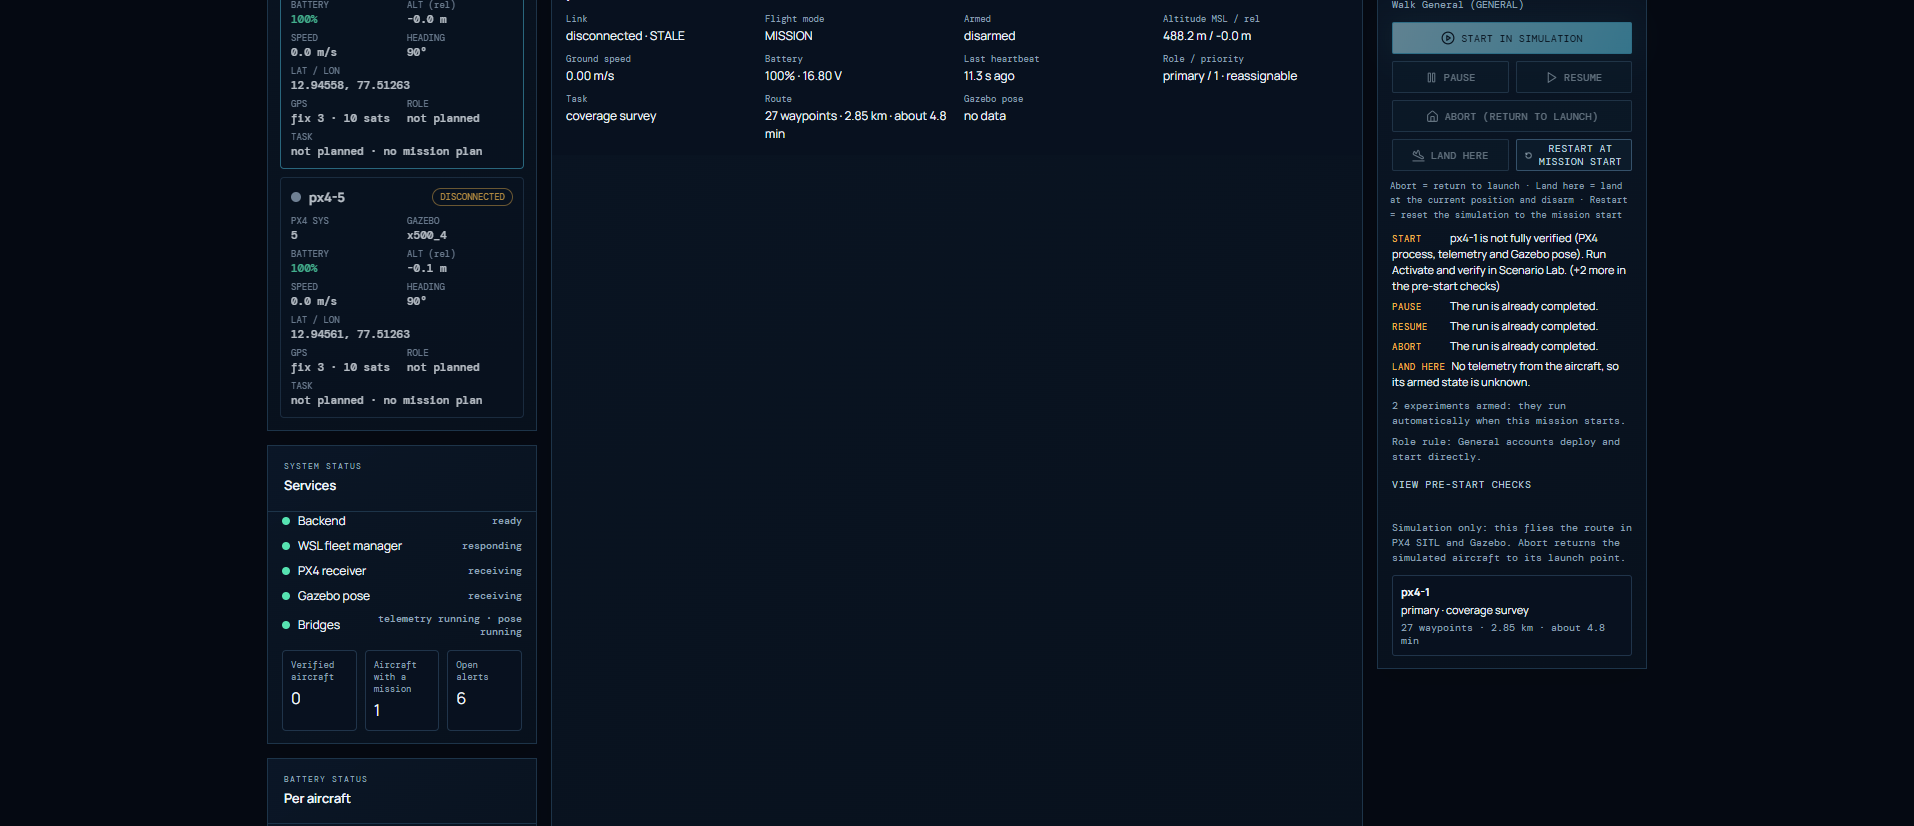 BATTERY ALT (rel)
100% -0.0 m
SPEED HEADING
0.0 m/s 90°
LAT / LON
12.94558, 77.51263
GPS ROLE
fix 3 · 10 sats not planned
TASK
not planned · no mission plan
px4-5 DISCONNECTED
PX4 SYS GAZEBO
5 x500_4
BATTERY ALT (rel)
100% -0.1 m
SPEED HEADING
0.0 m/s 90°
LAT / LON
12.94561, 77.51263
GPS ROLE
fix 3 · 10 sats not planned
TASK
not planned · no mission plan
SYSTEM STATUS
Services
Backend ready
WSL fleet manager responding
PX4 receiver receiving
Gazebo pose receiving
Bridges telemetry running · pose
running
Verified
aircraft
0
Aircraft
with a
mission
1
Open
alerts
6
BATTERY STATUS
Per aircraft
Link Flight mode Armed Altitude MSL / rel
disconnected · STALE MISSION disarmed 488.2 m / -0.0 m
Ground speed Battery Last heartbeat Role / priority
0.00 m/s 100% · 16.80 V 11.3 s ago primary / 1 · reassignable
Task Route Gazebo pose
coverage survey 27 waypoints · 2.85 km · about 4.8 no data
min
Walk General (GENERAL)
START IN SIMULATION
PAUSE RESUME
ABORT (RETURN TO LAUNCH)
LAND HERE RESTART AT
MISSION START
Abort = return to launch · Land here = land
at the current position and disarm · Restart
= reset the simulation to the mission start
START px4-1 is not fully verified (PX4
process, telemetry and Gazebo pose). Run
Activate and verify in Scenario Lab. (+2 more in
the pre-start checks)
PAUSE The run is already completed.
RESUME The run is already completed.
ABORT The run is already completed.
LAND HERE No telemetry from the aircraft, so
its armed state is unknown.
2 experiments armed: they run
automatically when this mission starts.
Role rule: General accounts deploy and
start directly.
VIEW PRE-START CHECKS
Simulation only: this flies the route in
PX4 SITL and Gazebo. Abort returns the
simulated aircraft to its launch point.
px4-1
primary · coverage survey
27 waypoints · 2.85 km · about 4.8
min